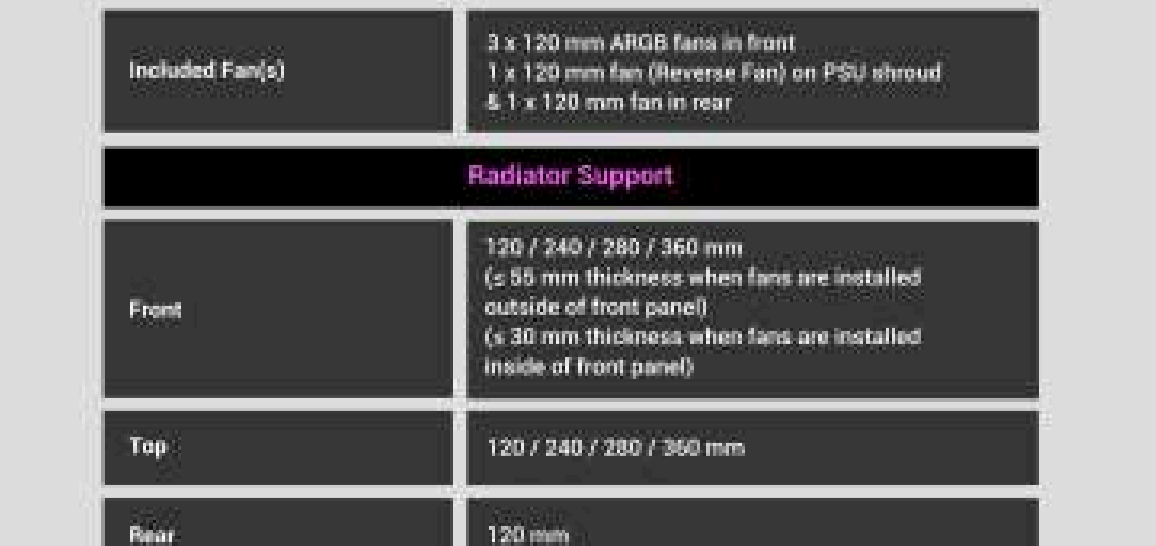 Included Fan(s)
3 x 120 mm ARGB fans in front
1 x 120 mm fan (Reverse Fan) on PSU shroud
& 1 x 120 mm fan in rear
Radiator Support
Front
120 / 240 / 280 / 360 mm
(≤ 55 mm thickness when fans are installed
outside of front panel)
(≤ 30 mm thickness when fans are installed
inside of front panel)
Top
120 / 240 / 280 / 360 mm
Rear
120 mm